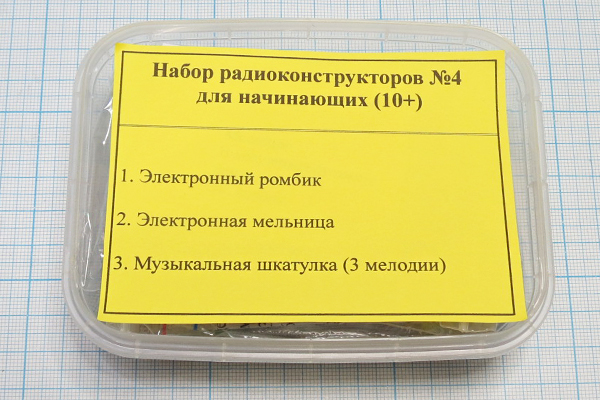 Набор радиоконструкторов №4
для начинающих (10+)
1. Электронный ромбик
2. Электронная мельница
3. Музыкальная шкатулка (3 мелодии)